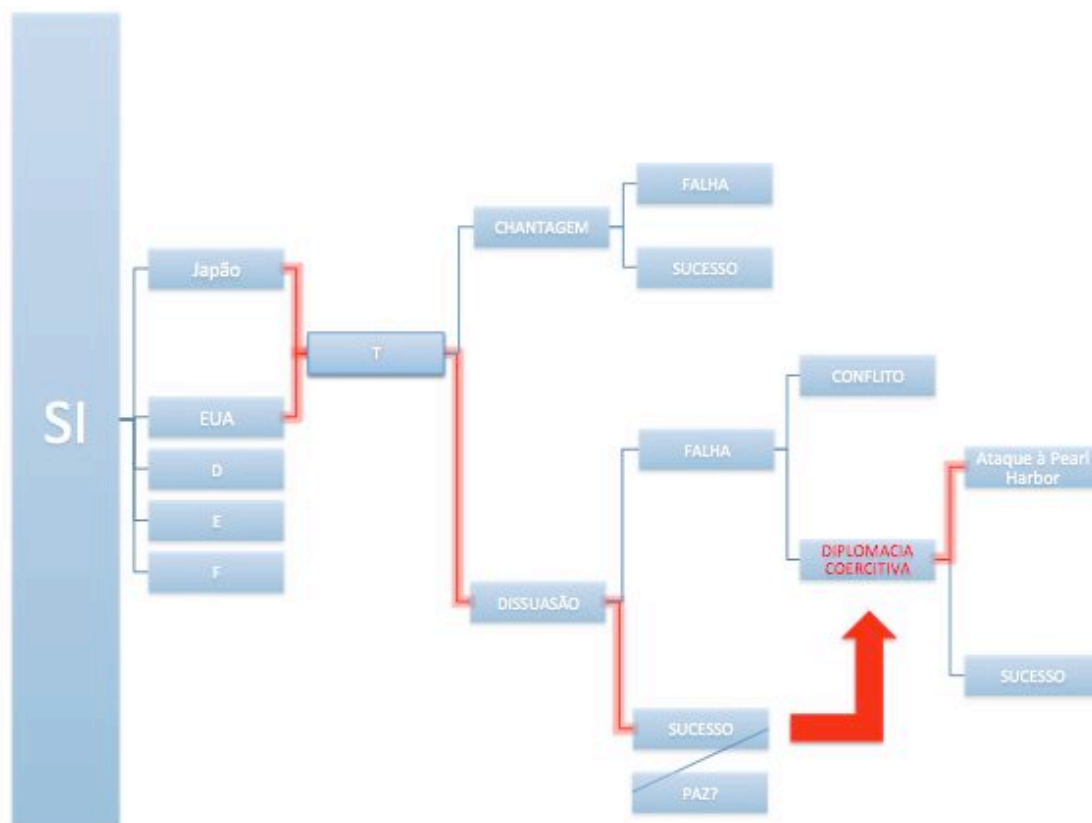 SI
Japão
EUA
D
E
F
T
CHANTAGEM
FALHA
SUCESSO
DISSUASÃO
FALHA
SUCESSO
PAZ?
CONFLITO
DIPLOMACIA
COERCITIVA
Ataque à Pearl
Harbor
SUCESSO